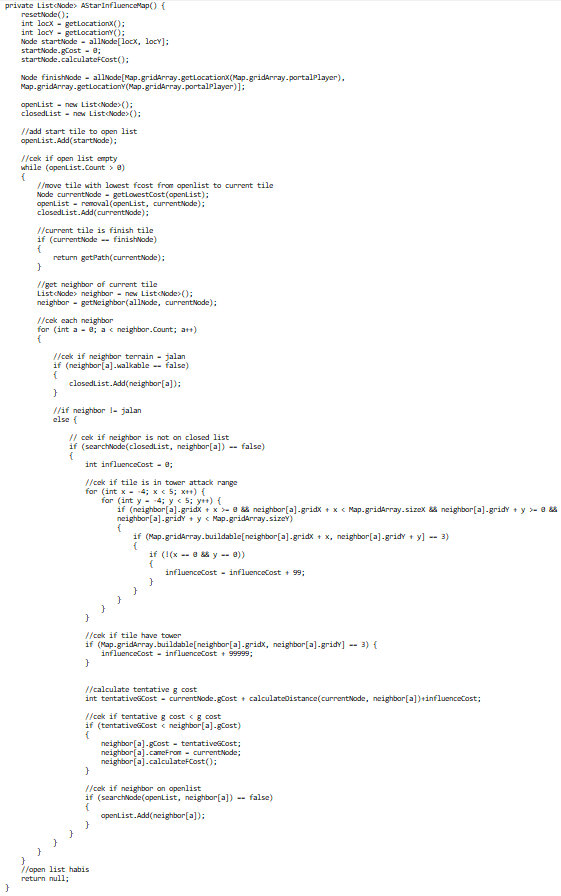 private List<Node> AStarInfluenceMap() {
resetNode();
int locX = getLocationX();
int locY = getLocationY();
Node startNode = allNode[locX, locY];
startNode.gCost = 0;
startNode.calculateFCost();
Node finishNode = allNode[Map.gridArray.getLocationX(Map.gridArray.portalPlayer),
Map.gridArray.getLocationY(Map.gridArray.portalPlayer)];
openList = new List<Node>();
closedList = new List<Node>();
//add start tile to open list
openList.Add(startNode);
//cek if open list empty
while (openList.Count > 0)
{
//move tile with lowest fcost from openlist to current tile
Node currentNode = getLowestCost(openList);
openList = removal(openList, currentNode);
closedList.Add(currentNode);
//current tile is finish tile
if (currentNode == finishNode)
{
return getPath(currentNode);
}
//get neighbor of current tile
List<Node> neighbor = new List<Node>();
neighbor = getNeighbor(allNode, currentNode);
//cek each neighbor
for (int a = 0; a < neighbor.Count; a++)
{
//cek if neighbor terrain = jalan
if (neighbor[a].walkable == false)
{
closedList.Add(neighbor[a]);
}
//if neighbor != jalan
else {
// cek if neighbor is not on closed list
if (searchNode(closedList, neighbor[a]) == false)
{
int influenceCost = 0;
//cek if tile is in tower attack range
for (int x = -4; x < 5; x++) {
for (int y = -4; y < 5; y++) {
if (neighbor[a].gridX + x >= 0 && neighbor[a].gridX + x < Map.gridArray.sizeX && neighbor[a].gridY + y >= 0 &&
neighbor[a].gridY + y < Map.gridArray.sizeY)
{
if (Map.gridArray.buildable[neighbor[a].gridX + x, neighbor[a].gridY + y] == 3)
{
if (!(x == 0 && y == 0))
{
influenceCost = influenceCost + 99;
}
}
}
}
}
//cek if tile have tower
if (Map.gridArray.buildable[neighbor[a].gridX, neighbor[a].gridY] == 3) {
influenceCost = influenceCost + 99999;
}
//calculate tentative g cost
int tentativeGCost = currentNode.gCost + calculateDistance(currentNode, neighbor[a])+influenceCost;
//cek if tentative g cost < g cost
if (tentativeGCost < neighbor[a].gCost)
{
neighbor[a].gCost = tentativeGCost;
neighbor[a].cameFrom = currentNode;
neighbor[a].calculateFCost();
}
//cek if neighbor on openlist
if (searchNode(openList, neighbor[a]) == false)
{
openList.Add(neighbor[a]);
}
}
}
}
}
//open list habis
return null;
}